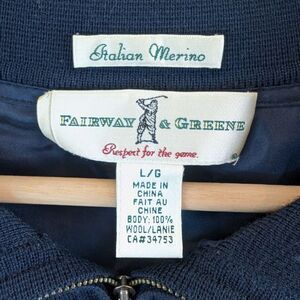 Italian Merino
FAIRWAY & GREENE
Respect for the game.
L/G
MADE IN
CHINA
FAIT AU
CHINE
BODY: 100%
WOOL/LANIE
CA#34753